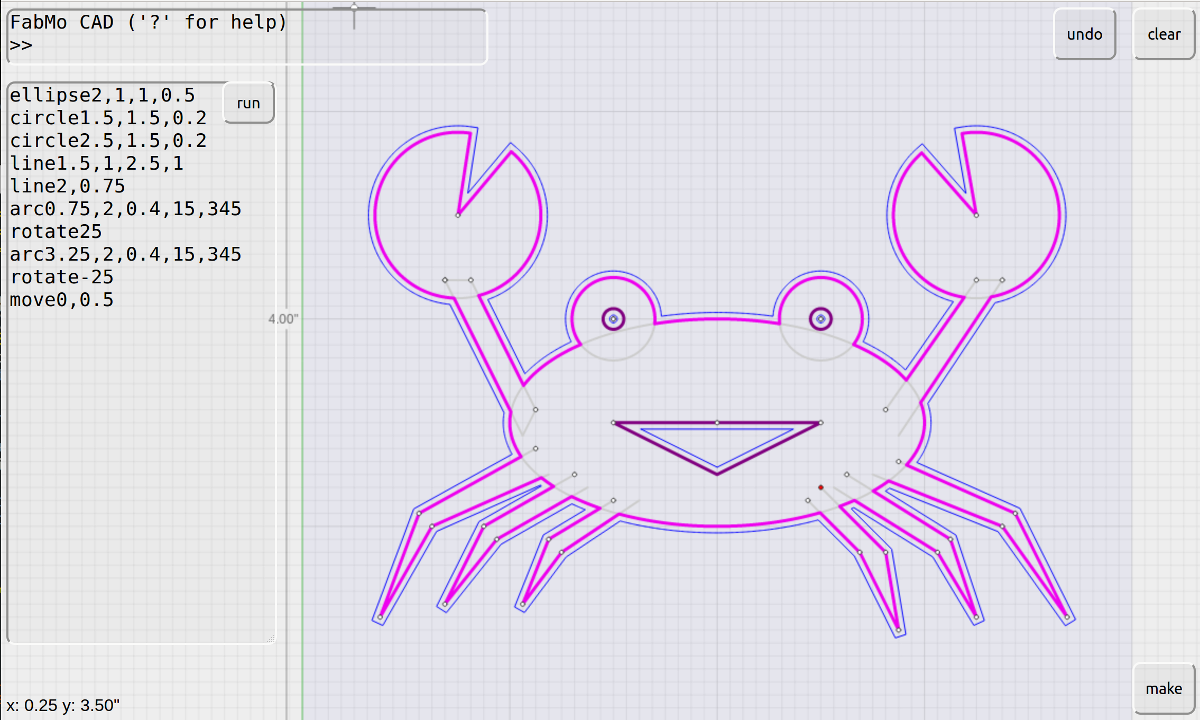 FabMo CAD ('?' for help)
>>
undo
clear
run
ellipse2,1,1,0.5
circle1.5,1.5,0.2
circle2.5,1.5,0.2
line1.5,1,2.5,1
line2,0.75
arc0.75,2,0.4,15,345
rotate25
arc3.25,2,0.4,15,345
rotate-25
move0,0.5
4.00"
make
x: 0.25 y: 3.50"